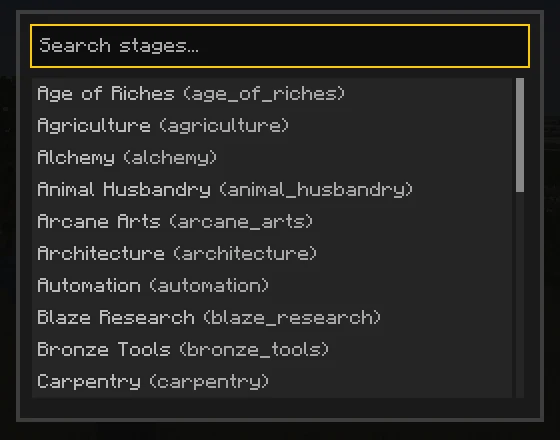 Search stages...
Age of Riches (age_of_riches)
Agriculture (agriculture)
Alchemy (alchemy)
Animal Husbandry (animal_husbandry)
Arcane Arts (arcane_arts)
Architecture (architecture)
Automation (automation)
Blaze Research (blaze_research)
Bronze Tools (bronze_tools)
Carpentry (carpentry)